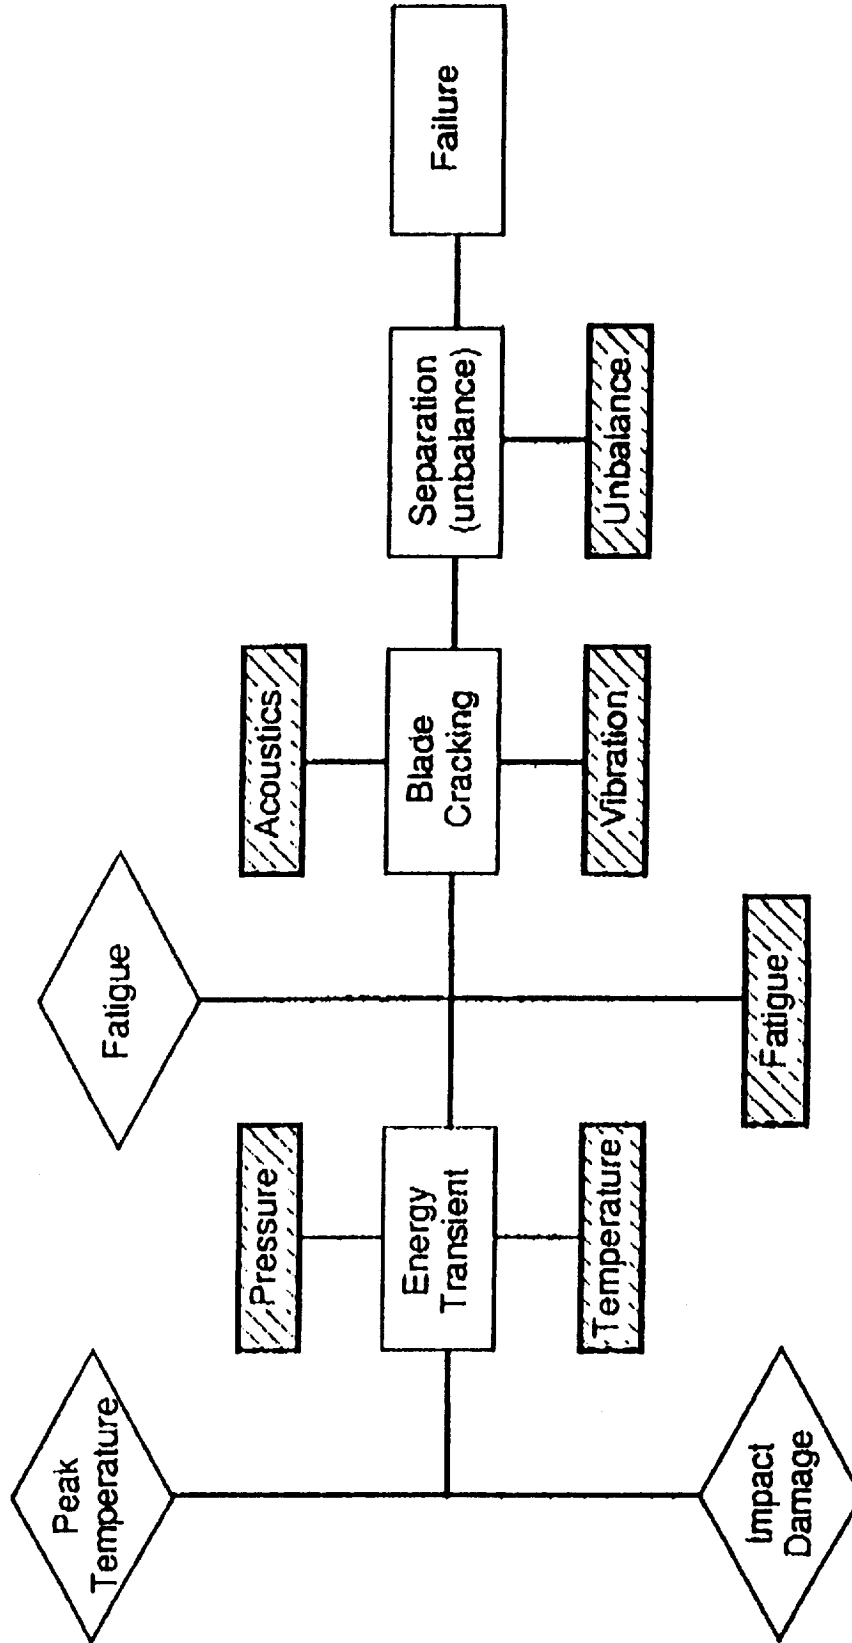 Peak
Temperature
Impact
Damage
Pressure
Energy
Transient
Temperature
Fatigue
Fatigue
Acoustics
Blade
Cracking
Vibration
Separation
(unbalance)
Unbalance
Failure